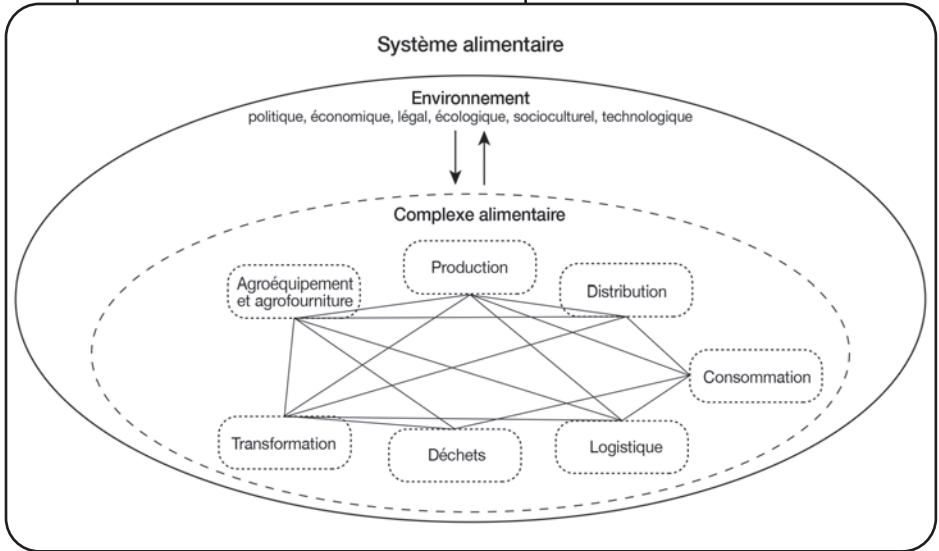 Système alimentaire
Environnement
politique, économique, légal, écologique, socioculturel, technologique
Complexe alimentaire
Production
Agroéquipement
et agrofourniture
Distribution
Consommation
Transformation
Déchets
Logistique